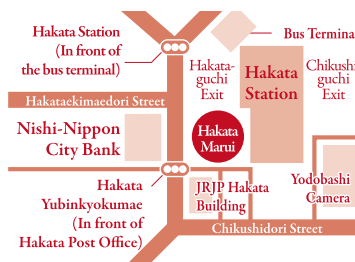 Hakata Station
(In front of
the bus terminal)
Bus Termina
Hakata-
guchi
Exit
Hakata
Station
Chikush
guchi
Exit
Hakataekimaedori Street
Nishi-Nippon
City Bank
Hakata
Marui
Hakata
Yubinkyokumae
(In front of
Hakata Post Office)
JRJP Hakata
Building
Yodobashi
Camera
Chikushidori Street